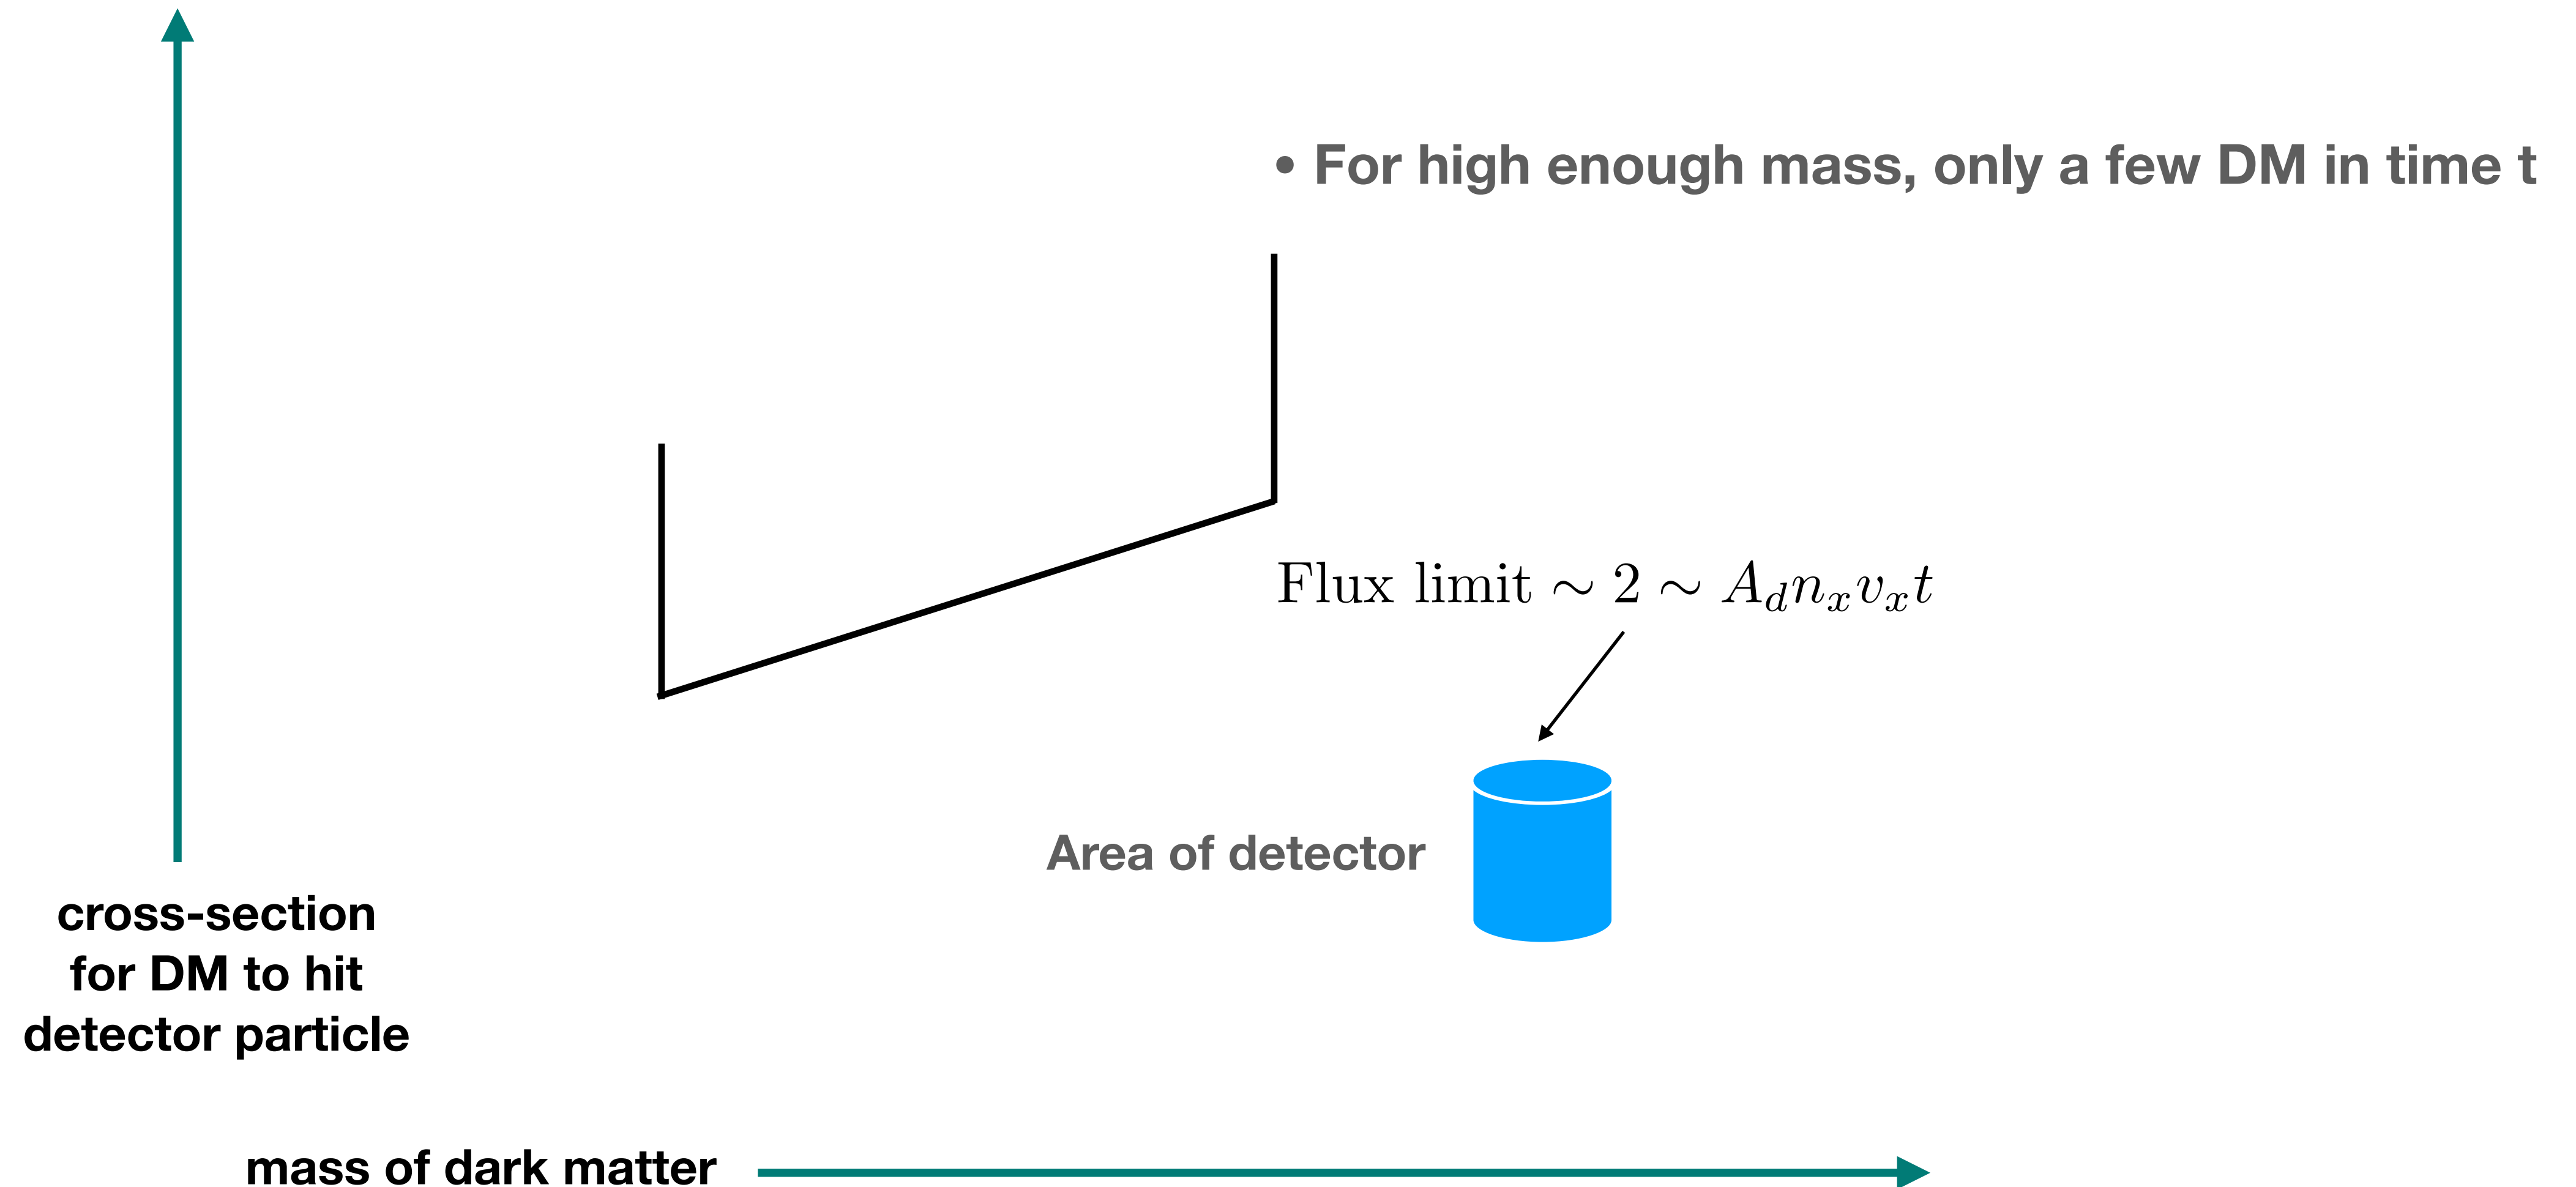 • For high enough mass, only a few DM in time t
Flux limit ∼ 2 ∼ A_d n_x v_x t
Area of detector
cross-section
for DM to hit
detector particle
mass of dark matter